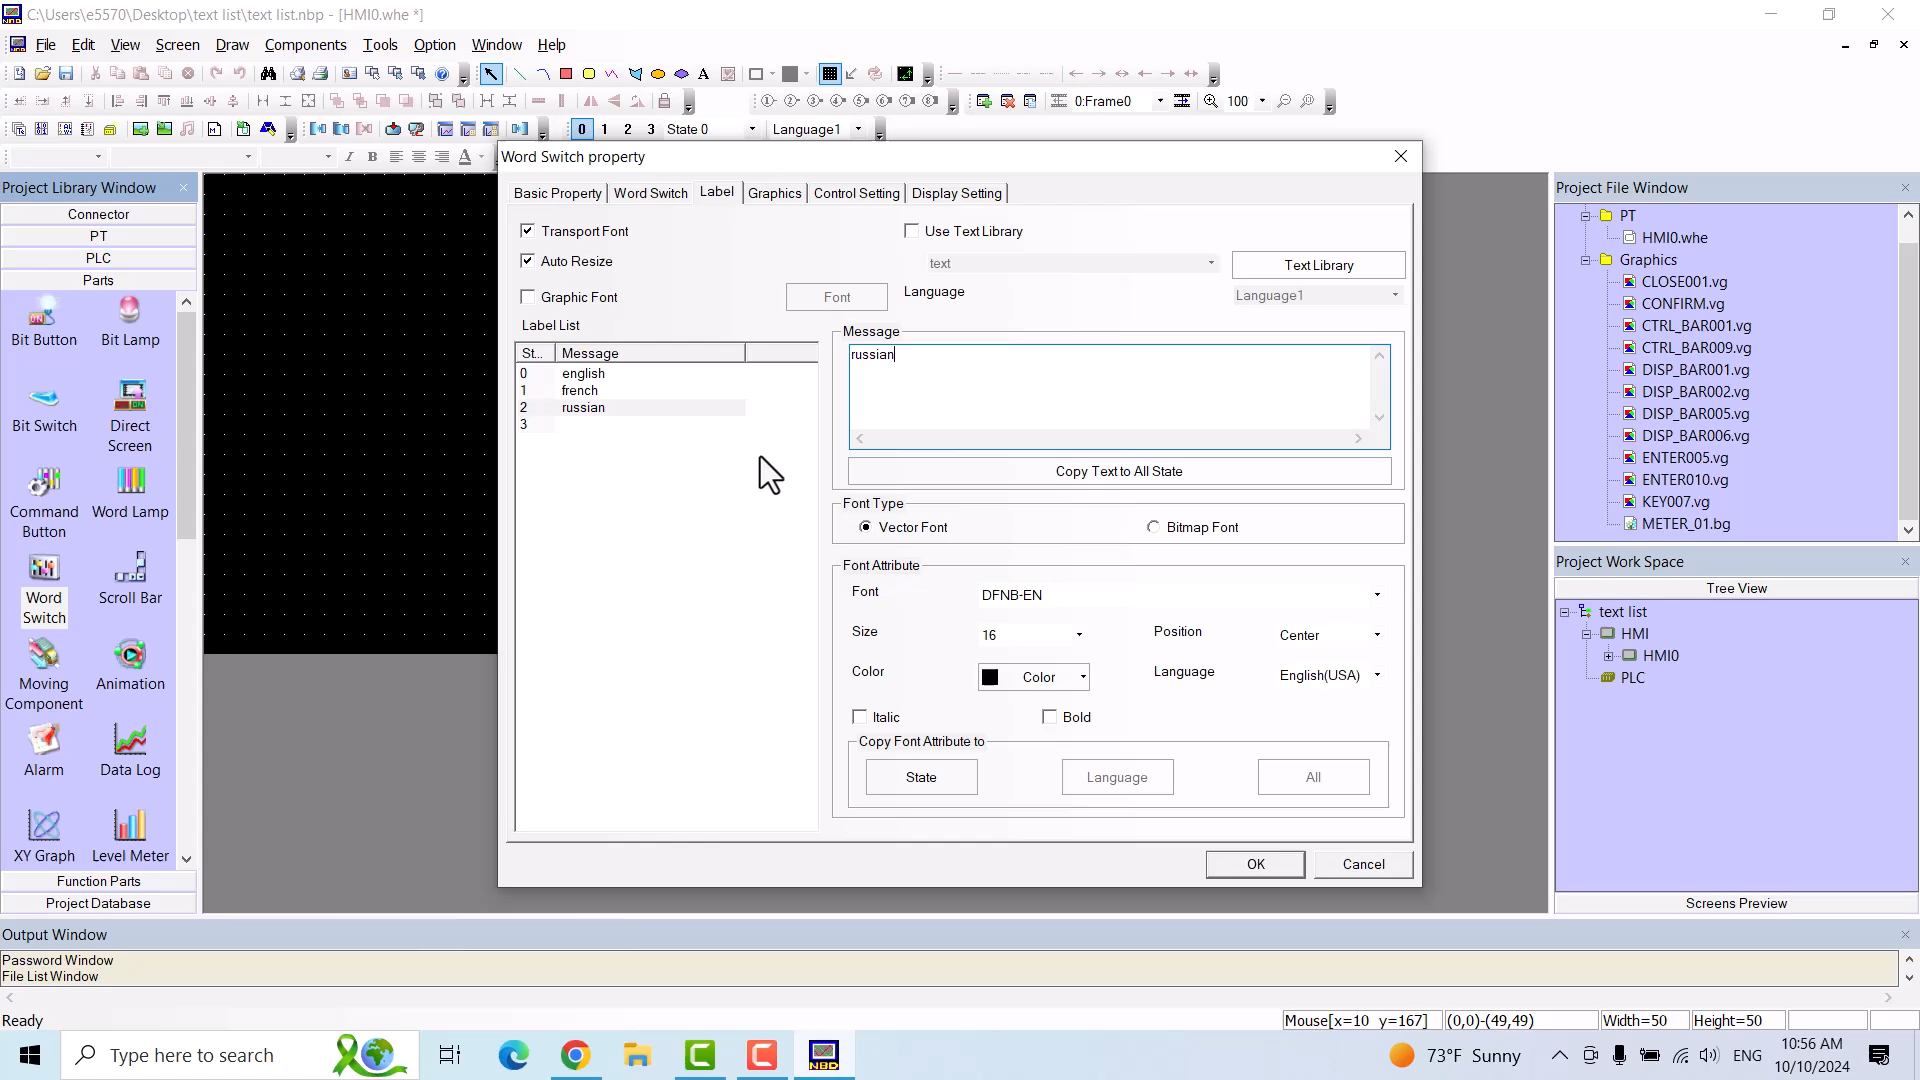 C:\Users\e5570\Desktop\text list\text list.nbp - [HMI0.whe *]
File Edit View Screen Draw Components Tools Option Window Help
0:Frame0 100
0 1 2 3 State 0 Language1
Project Library Window
Connector
PT
PLC
Parts
Bit Button Bit Lamp
Bit Switch Direct Screen
Command Button Word Lamp
Word Switch Scroll Bar
Moving Component Animation
Alarm Data Log
XY Graph Level Meter
Function Parts
Project Database
Word Switch property
Basic Property Word Switch Label Graphics Control Setting Display Setting
Transport Font Use Text Library
Auto Resize text Text Library
Graphic Font Font Language Language1
Label List
St... Message
0 english
1 french
2 russian
3
Message
russian
Copy Text to All State
Font Type
Vector Font Bitmap Font
Font Attribute
Font DFNB-EN
Size 16 Position Center
Color Color Language English(USA)
Italic Bold
Copy Font Attribute to
State Language All
OK Cancel
Project File Window
PT
HMI0.whe
Graphics
CLOSE001.vg
CONFIRM.vg
CTRL_BAR001.vg
CTRL_BAR009.vg
DISP_BAR001.vg
DISP_BAR002.vg
DISP_BAR005.vg
DISP_BAR006.vg
ENTER005.vg
ENTER010.vg
KEY007.vg
METER_01.bg
Project Work Space
Tree View
text list
HMI
HMI0
PLC
Screens Preview
Output Window
Password Window
File List Window
Ready Mouse[x=10 y=167] (0,0)-(49,49) Width=50 Height=50
Type here to search NBD 73°F Sunny ENG 10:56 AM
10/10/2024